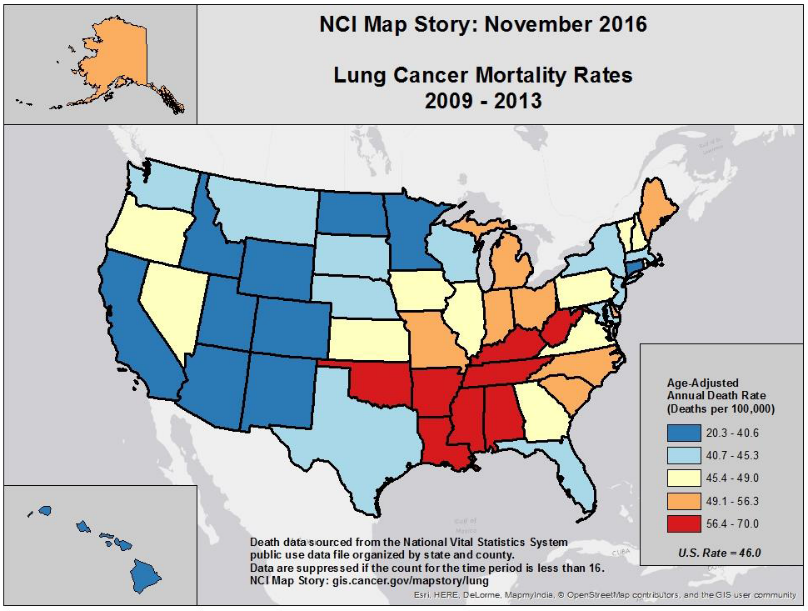 NCI Map Story: November 2016
Lung Cancer Mortality Rates
2009 - 2013
Age-Adjusted
Annual Death Rate
(Deaths per 100,000)
20.3 - 40.6
40.7 - 45.3
45.4 - 49.0
49.1 - 56.3
56.4 - 70.0
U.S. Rate = 46.0
Death data sourced from the National Vital Statistics System
public use data file organized by state and county.
Data are suppressed if the count for the time period is less than 16.
NCI Map Story: gis.cancer.gov/mapstory/lung
Esri, HERE, DeLorme, MapmyIndia, © OpenStreetMap contributors, and the GIS user community
CUBA